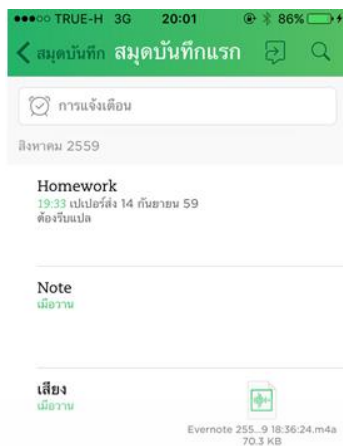 TRUE-H 3G 20:01 86%
สมุดบันทึก สมุดบันทึกแรก
การแจ้งเตือน
สิงหาคม 2559
Homework
19:33 เปเปอร์ส่ง 14 กันยายน 59
ต้องรีบแปล
Note
เมื่อวาน
เสียง
เมื่อวาน
Evernote 255...9 18:36:24.m4a
70.3 KB